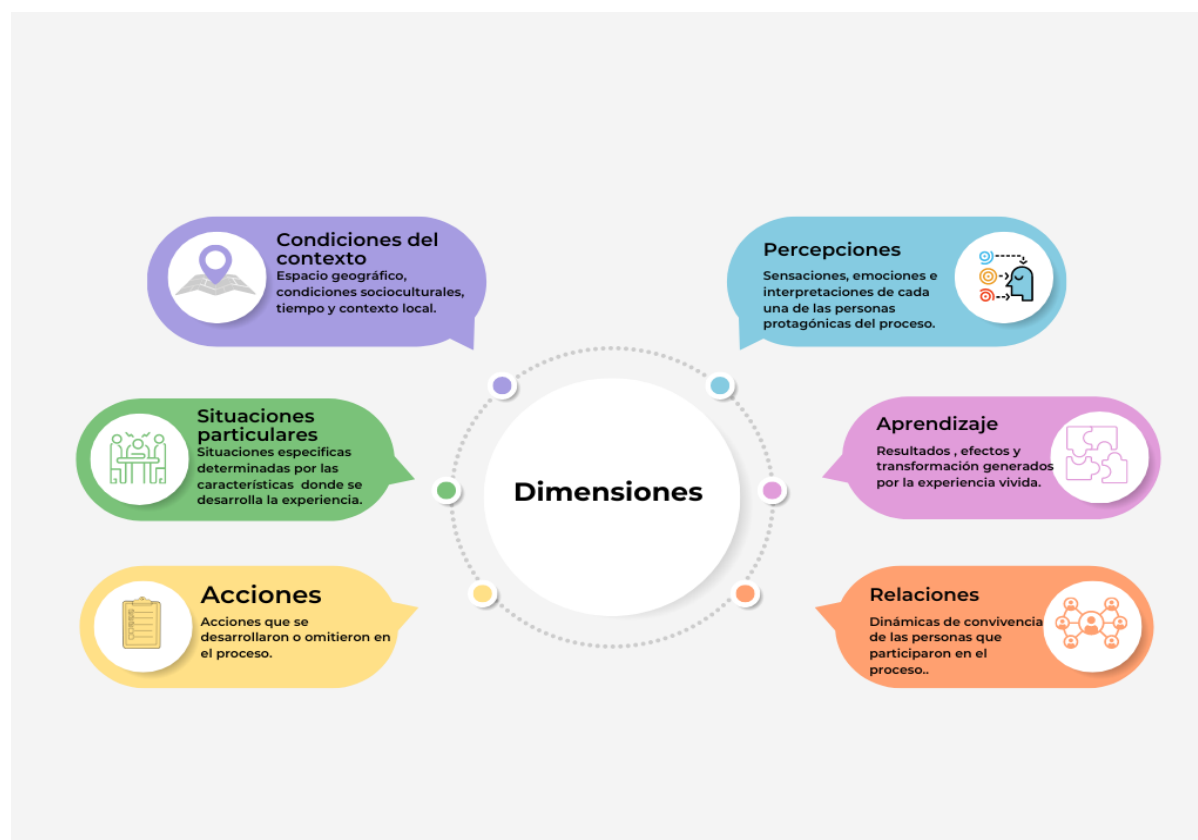 Condiciones del
contexto
Espacio geográfico,
condiciones socioculturales,
tiempo y contexto local.
Situaciones
particulares
Situaciones especificas
determinadas por las
características  donde se
desarrolla la experiencia.
Acciones
Acciones que se
desarrollaron o omitieron en
el proceso.
Dimensiones
Percepciones
Sensaciones, emociones e
interpretaciones de cada
una de las personas
protagónicas del proceso.
Aprendizaje
Resultados , efectos y
transformación generados
por la experiencia vivida.
Relaciones
Dinámicas de convivencia
de las personas que
participaron en el
proceso..